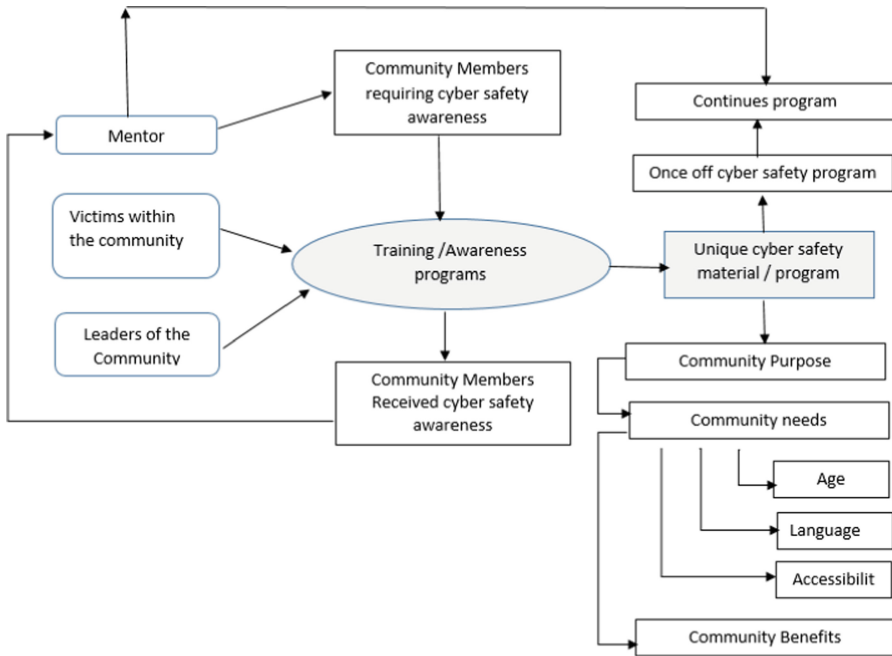 Community Members
requiring cyber safety
awareness
Continues program
Mentor
Once off cyber safety program
Victims within
the community
Training /Awareness
programs
Unique cyber safety
material / program
Leaders of the
Community
Community Purpose
Community Members
Received cyber safety
awareness
Community needs
Age
Language
Accessibilit
Community Benefits